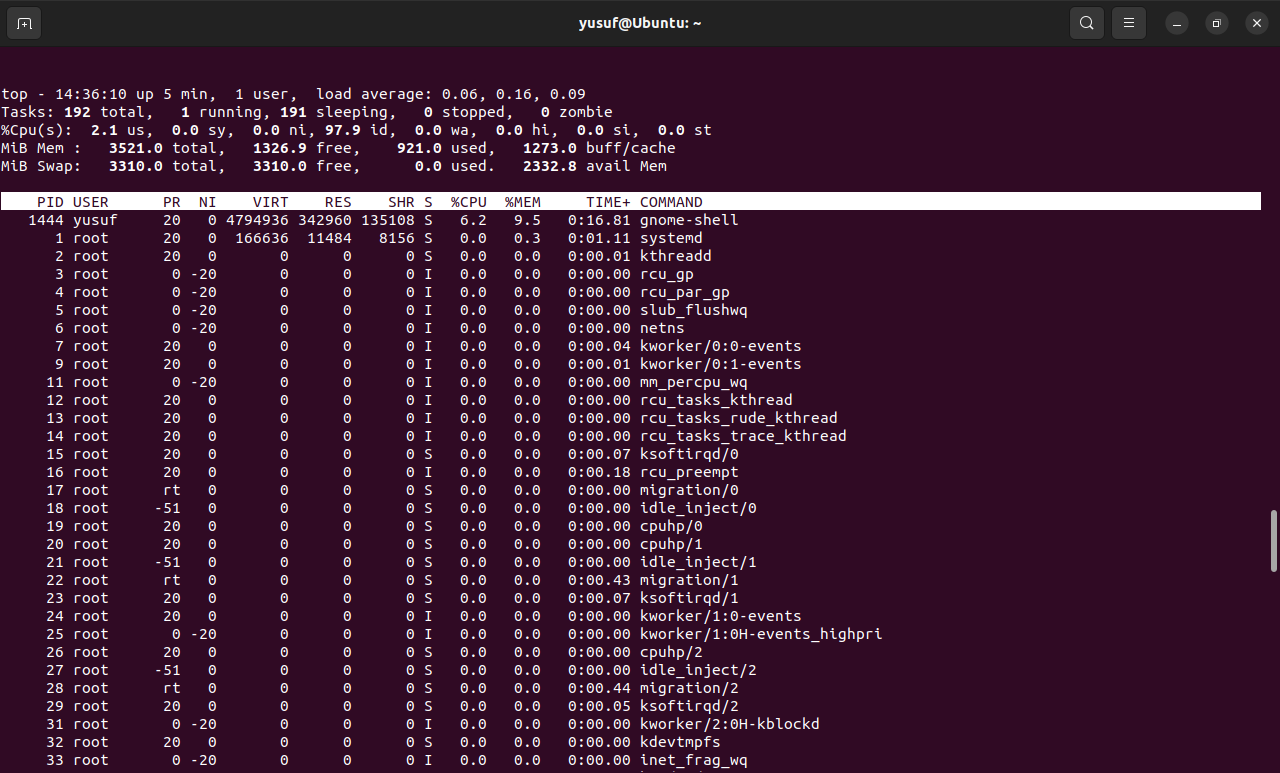 yusuf@Ubuntu: ~
top - 14:36:10 up 5 min,  1 user,  load average: 0.06, 0.16, 0.09
Tasks: 192 total,   1 running, 191 sleeping,   0 stopped,   0 zombie
%Cpu(s):  2.1 us,  0.0 sy,  0.0 ni, 97.9 id,  0.0 wa,  0.0 hi,  0.0 si,  0.0 st
MiB Mem :   3521.0 total,   1326.9 free,    921.0 used,   1273.0 buff/cache
MiB Swap:   3310.0 total,   3310.0 free,      0.0 used.   2332.8 avail Mem
PID USER      PR  NI    VIRT    RES    SHR S  %CPU  %MEM     TIME+ COMMAND
1444 yusuf     20   0 4794936 342960 135108 S   6.2   9.5   0:16.81 gnome-shell
1 root      20   0  166636  11484   8156 S   0.0   0.3   0:01.11 systemd
2 root      20   0       0      0      0 S   0.0   0.0   0:00.01 kthreadd
3 root       0 -20       0      0      0 I   0.0   0.0   0:00.00 rcu_gp
4 root       0 -20       0      0      0 I   0.0   0.0   0:00.00 rcu_par_gp
5 root       0 -20       0      0      0 I   0.0   0.0   0:00.00 slub_flushwq
6 root       0 -20       0      0      0 I   0.0   0.0   0:00.00 netns
7 root      20   0       0      0      0 I   0.0   0.0   0:00.04 kworker/0:0-events
9 root      20   0       0      0      0 I   0.0   0.0   0:00.01 kworker/0:1-events
11 root       0 -20       0      0      0 I   0.0   0.0   0:00.00 mm_percpu_wq
12 root      20   0       0      0      0 I   0.0   0.0   0:00.00 rcu_tasks_kthread
13 root      20   0       0      0      0 I   0.0   0.0   0:00.00 rcu_tasks_rude_kthread
14 root      20   0       0      0      0 I   0.0   0.0   0:00.00 rcu_tasks_trace_kthread
15 root      20   0       0      0      0 S   0.0   0.0   0:00.07 ksoftirqd/0
16 root      20   0       0      0      0 I   0.0   0.0   0:00.18 rcu_preempt
17 root      rt   0       0      0      0 S   0.0   0.0   0:00.00 migration/0
18 root     -51   0       0      0      0 S   0.0   0.0   0:00.00 idle_inject/0
19 root      20   0       0      0      0 S   0.0   0.0   0:00.00 cpuhp/0
20 root      20   0       0      0      0 S   0.0   0.0   0:00.00 cpuhp/1
21 root     -51   0       0      0      0 S   0.0   0.0   0:00.00 idle_inject/1
22 root      rt   0       0      0      0 S   0.0   0.0   0:00.43 migration/1
23 root      20   0       0      0      0 S   0.0   0.0   0:00.07 ksoftirqd/1
24 root      20   0       0      0      0 I   0.0   0.0   0:00.00 kworker/1:0-events
25 root       0 -20       0      0      0 I   0.0   0.0   0:00.00 kworker/1:0H-events_highpri
26 root      20   0       0      0      0 S   0.0   0.0   0:00.00 cpuhp/2
27 root     -51   0       0      0      0 S   0.0   0.0   0:00.00 idle_inject/2
28 root      rt   0       0      0      0 S   0.0   0.0   0:00.44 migration/2
29 root      20   0       0      0      0 S   0.0   0.0   0:00.05 ksoftirqd/2
31 root       0 -20       0      0      0 I   0.0   0.0   0:00.00 kworker/2:0H-kblockd
32 root      20   0       0      0      0 S   0.0   0.0   0:00.00 kdevtmpfs
33 root       0 -20       0      0      0 I   0.0   0.0   0:00.00 inet_frag_wq